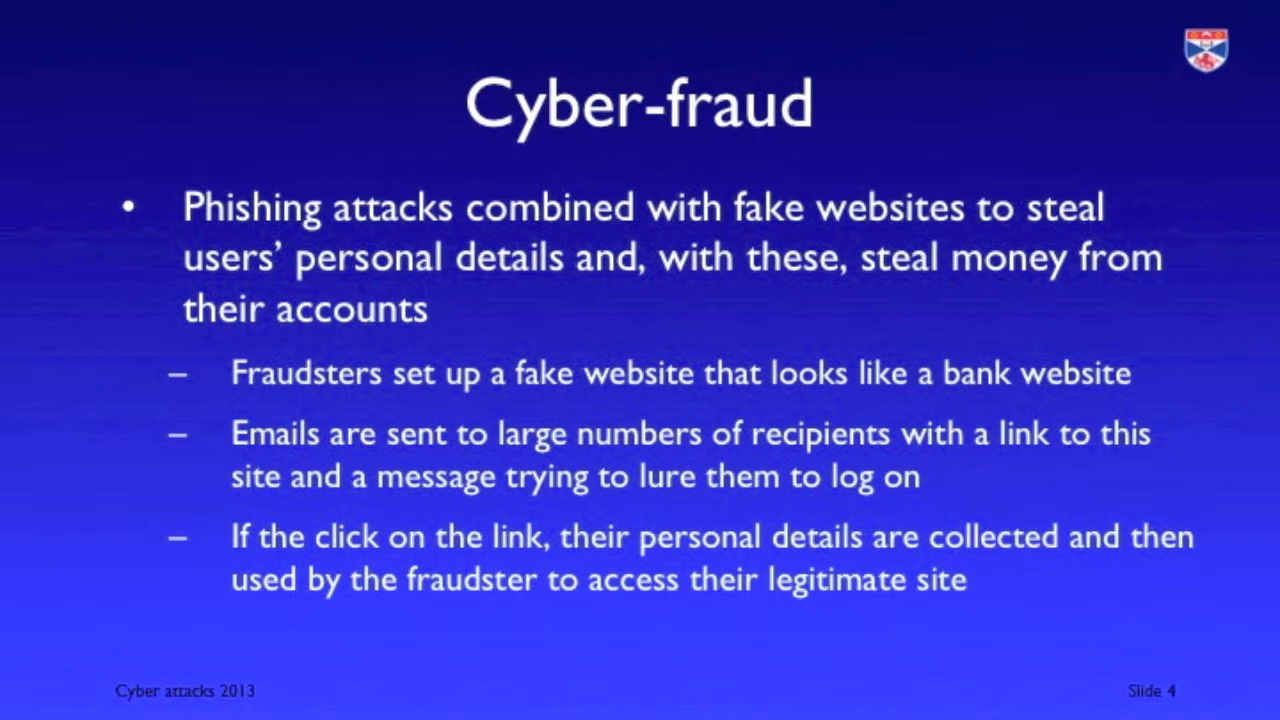 Cyber-fraud
• Phishing attacks combined with fake websites to steal
users’ personal details and, with these, steal money from
their accounts
– Fraudsters set up a fake website that looks like a bank website
– Emails are sent to large numbers of recipients with a link to this
site and a message trying to lure them to log on
– If the click on the link, their personal details are collected and then
used by the fraudster to access their legitimate site
Cyber attacks 2013
Slide 4